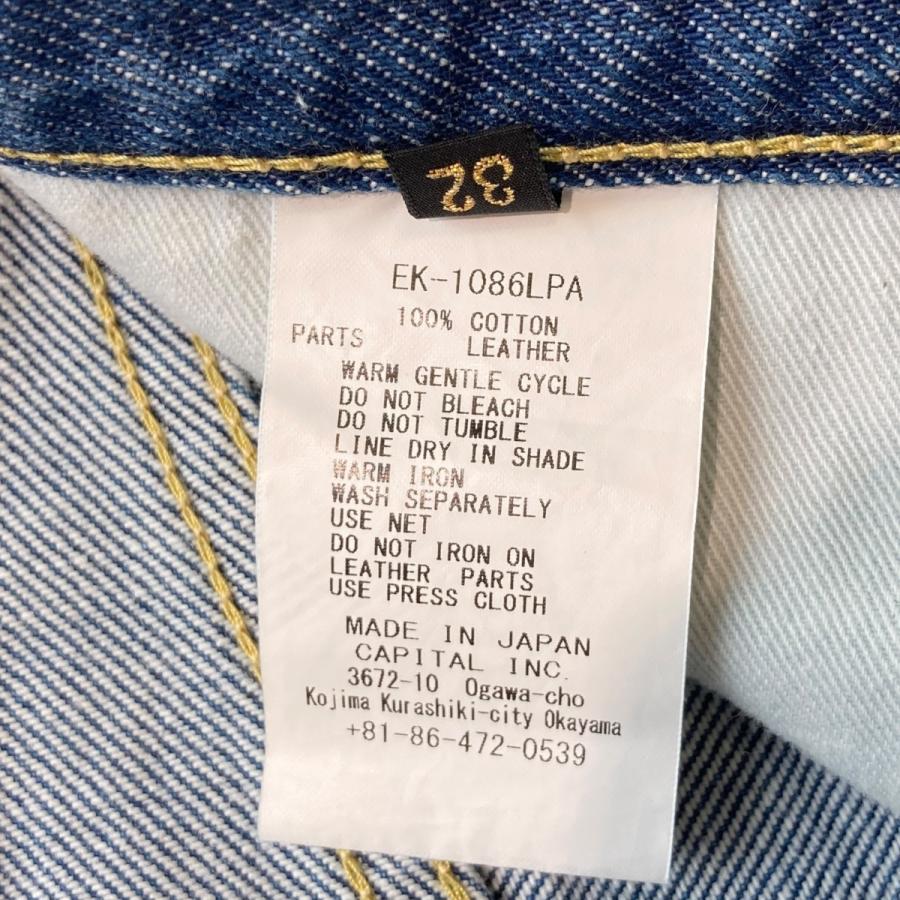 32
EK-1086LPA
100% COTTON
PARTS LEATHER
WARM GENTLE CYCLE
DO NOT BLEACH
DO NOT TUMBLE
LINE DRY IN SHADE
WARM IRON
WASH SEPARATELY
USE NET
DO NOT IRON ON
LEATHER PARTS
USE PRESS CLOTH
MADE IN JAPAN
CAPITAL INC.
3672-10 Ogawa-cho
Kojima Kurashiki-city Okayama
+81-86-472-0539